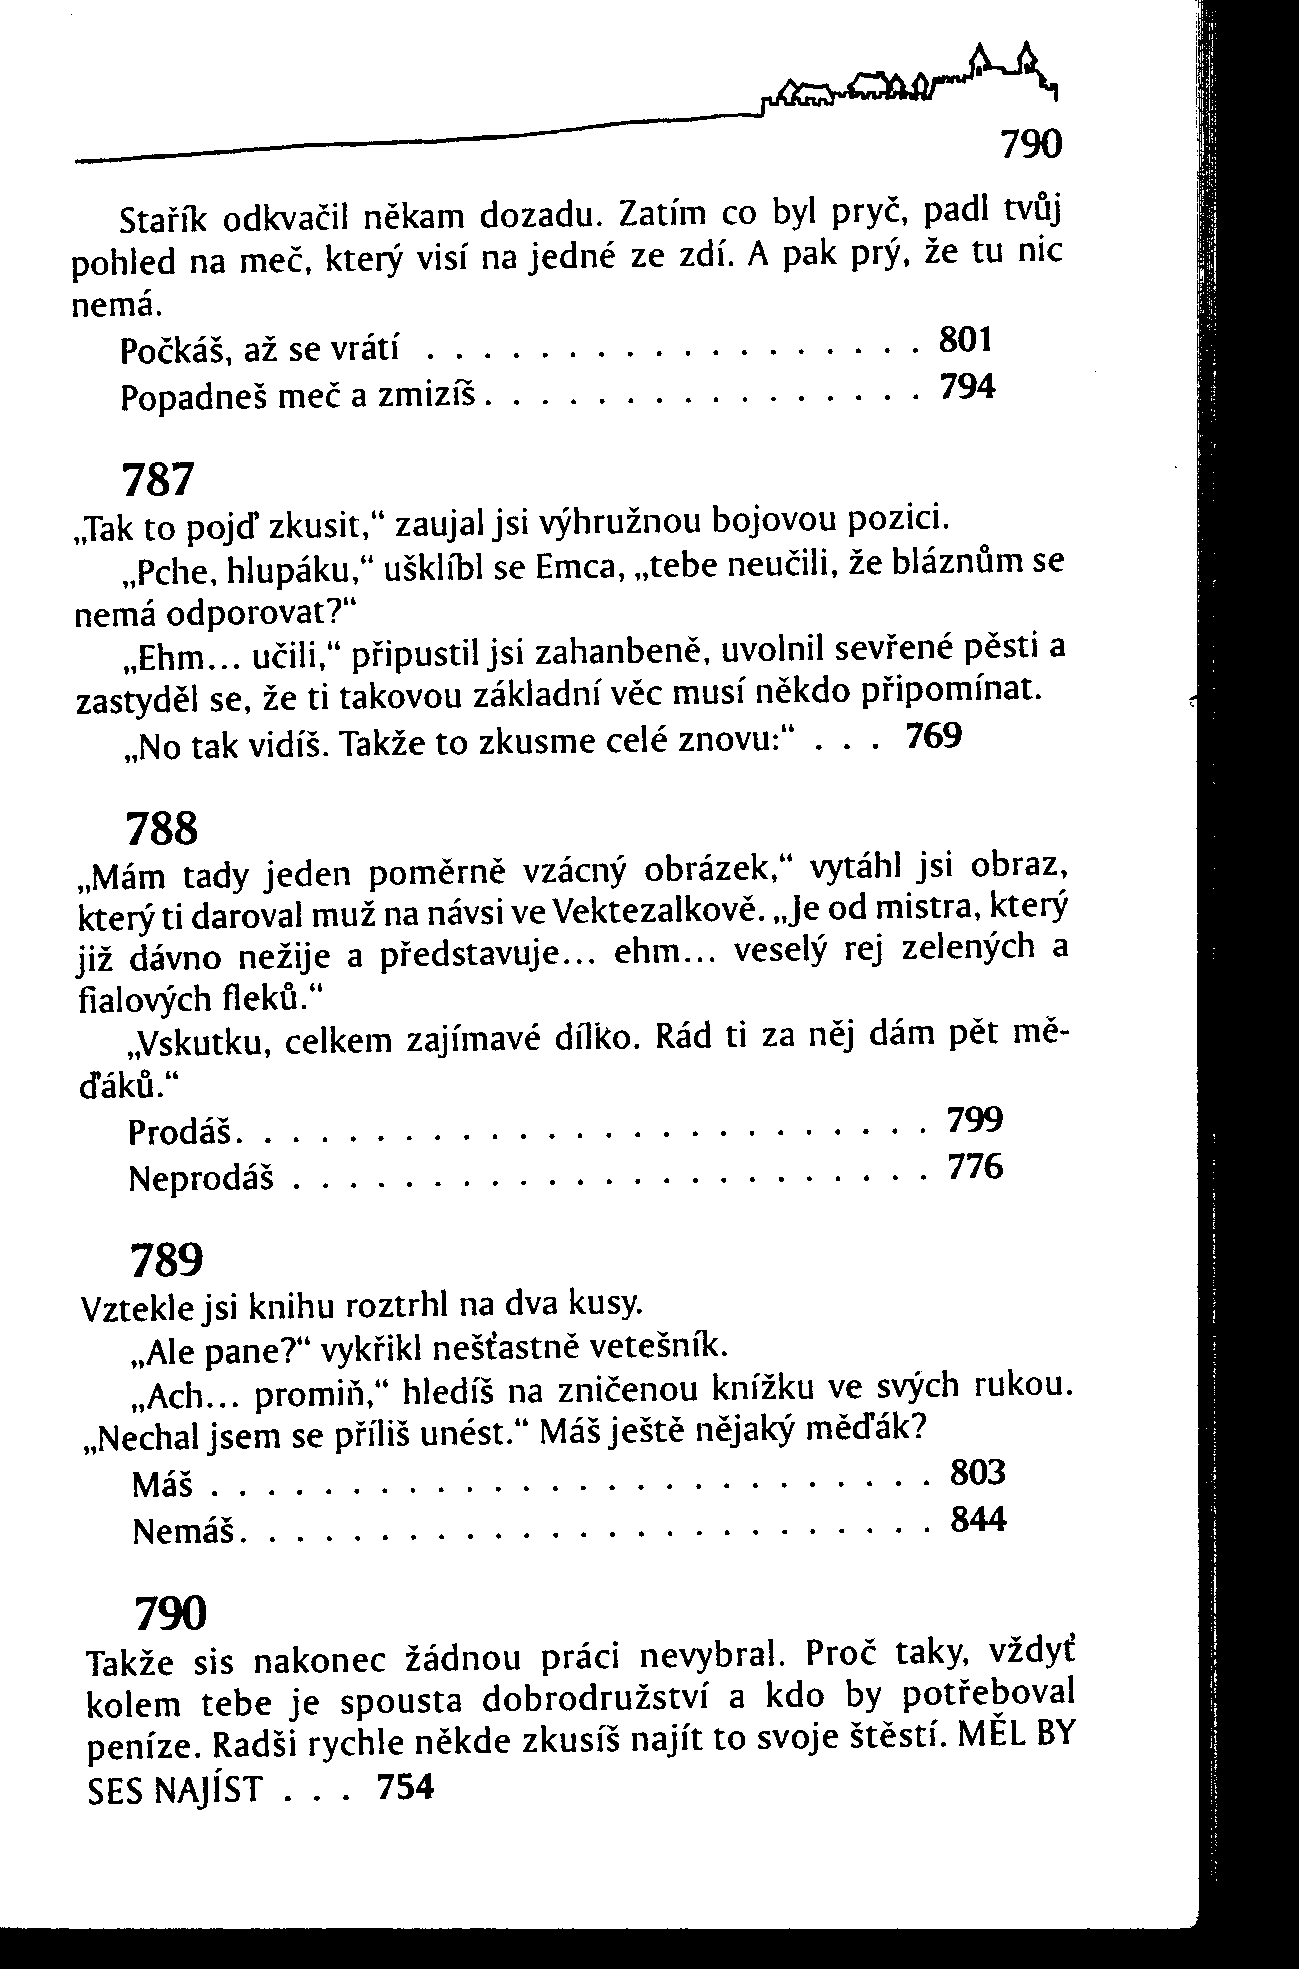 790
Stařík odkvačil někam dozadu. Zatím co byl pryč, padl tvůj
pohled na meč, který visí na jedné ze zdí. A pak prý, že tu nic
nemá.
Počkáš, až se vrátí . . . . . . . . . . . . . . . . . . 801
Popadneš meč a zmizíš. . . . . . . . . . . . . . . . 794
787
„Tak to pojď zkusit,“ zaujal jsi výhružnou bojovou pozici.
„Pche, hlupáku,“ ušklíbl se Emca, „tebe neučili, že bláznům se
nemá odporovat?“
„Ehm... učili,“ připustil jsi zahanbeně, uvolnil sevřené pěsti a
zastyděl se, že ti takovou základní věc musí někdo připomínat.
„No tak vidíš. Takže to zkusme celé znovu:“ . . . 769
788
„Mám tady jeden poměrně vzácný obrázek,“ vytáhl jsi obraz,
který ti daroval muž na návsi ve Vektezalkově. „Je od mistra, který
již dávno nežije a představuje... ehm... veselý rej zelených a
fialových fleků.“
„Vskutku, celkem zajímavé dílko. Rád ti za něj dám pět mě-
ďáků.“
Prodáš. . . . . . . . . . . . . . . . . . . . . . . . . 799
Neprodáš . . . . . . . . . . . . . . . . . . . . . . . 776
789
Vztekle jsi knihu roztrhl na dva kusy.
„Ale pane?“ vykřikl nešťastně vetešník.
„Ach... promiň,“ hledíš na zničenou knížku ve svých rukou.
„Nechal jsem se příliš unést.“ Máš ještě nějaký měďák?
Máš . . . . . . . . . . . . . . . . . . . . . . . . . . 803
Nemáš. . . . . . . . . . . . . . . . . . . . . . . . . 844
790
Takže sis nakonec žádnou práci nevybral. Proč taky, vždyť
kolem tebe je spousta dobrodružství a kdo by potřeboval
peníze. Radši rychle někde zkusíš najít to svoje štěstí. MĚL BY
SES NAJÍST . . . 754